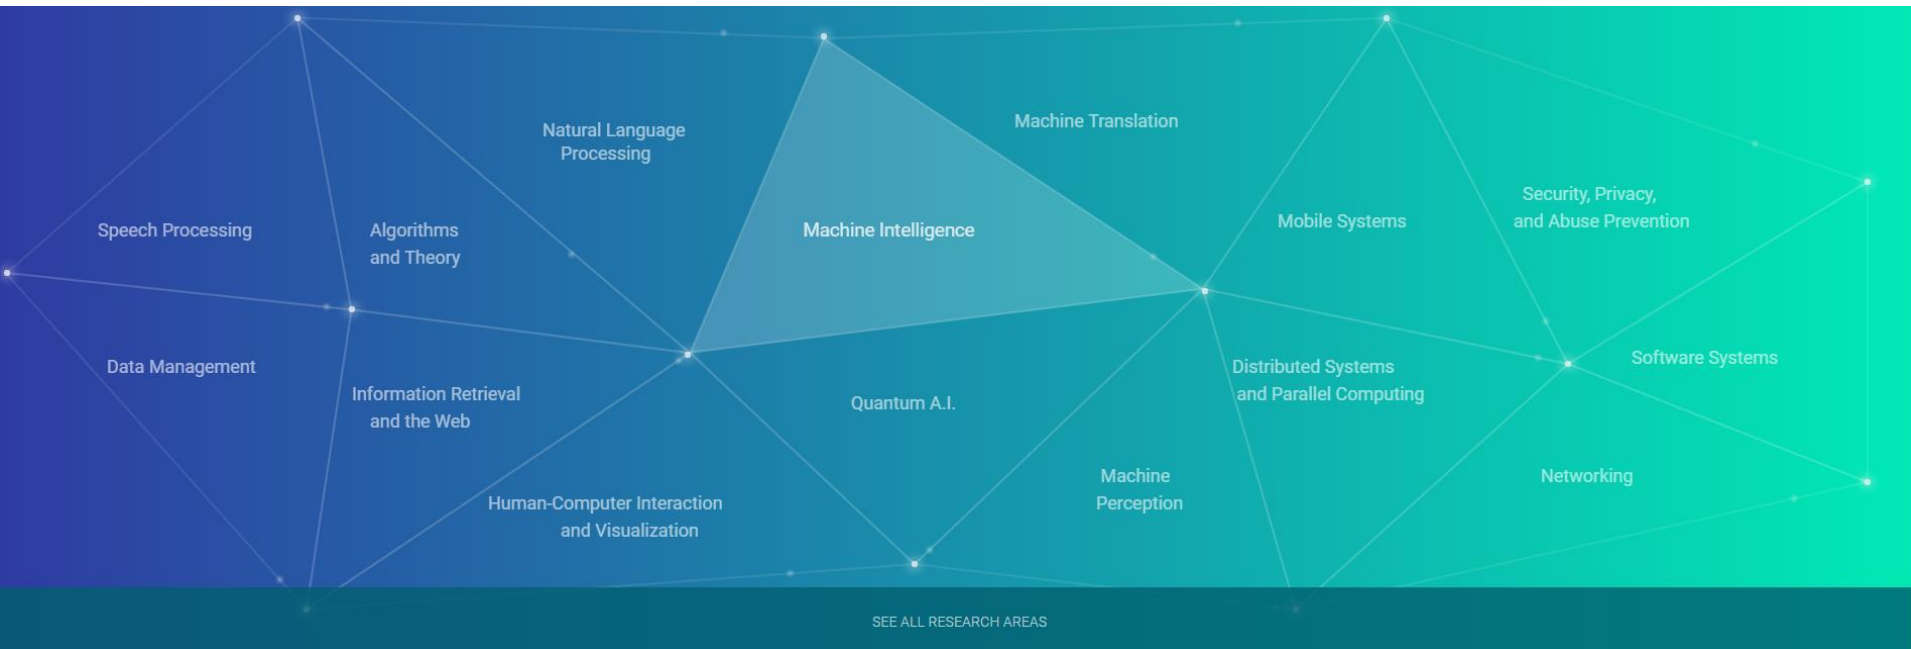 Natural Language
Processing
Machine Translation
Speech Processing
Algorithms
and Theory
Machine Intelligence
Mobile Systems
Security, Privacy,
and Abuse Prevention
Data Management
Information Retrieval
and the Web
Quantum A.I.
Distributed Systems
and Parallel Computing
Software Systems
Human-Computer Interaction
and Visualization
Machine
Perception
Networking
SEE ALL RESEARCH AREAS